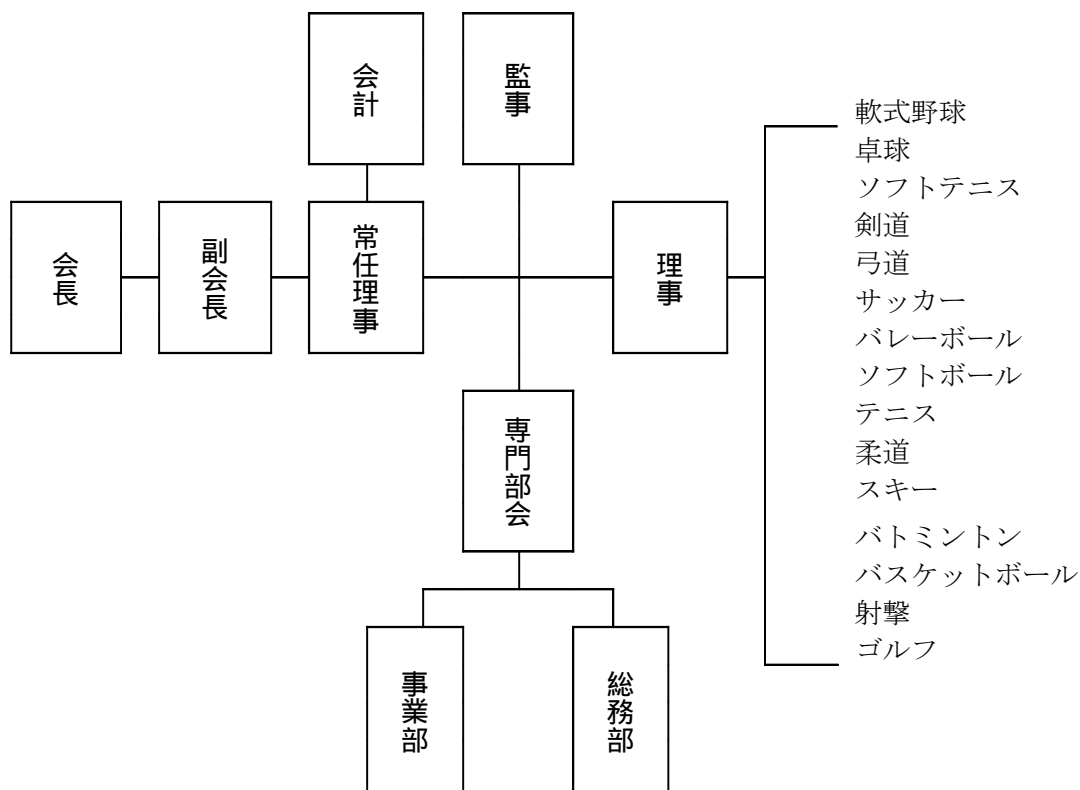 会計
監事
会長
副会長
常任理事
理事
専門部会
事業部
総務部
軟式野球
卓球
ソフトテニス
剣道
弓道
サッカー
バレーボール
ソフトボール
テニス
柔道
スキー
バトミントン
バスケットボール
射撃
ゴルフ